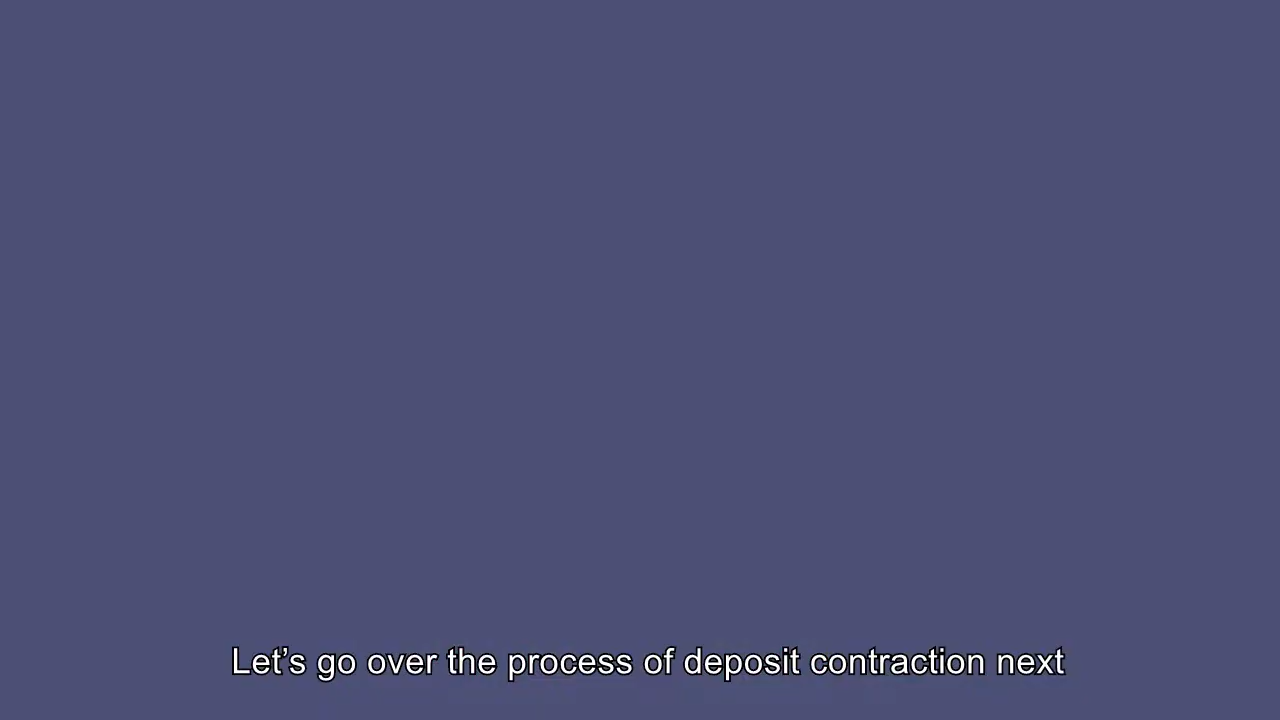 Let’s go over the process of deposit contraction next